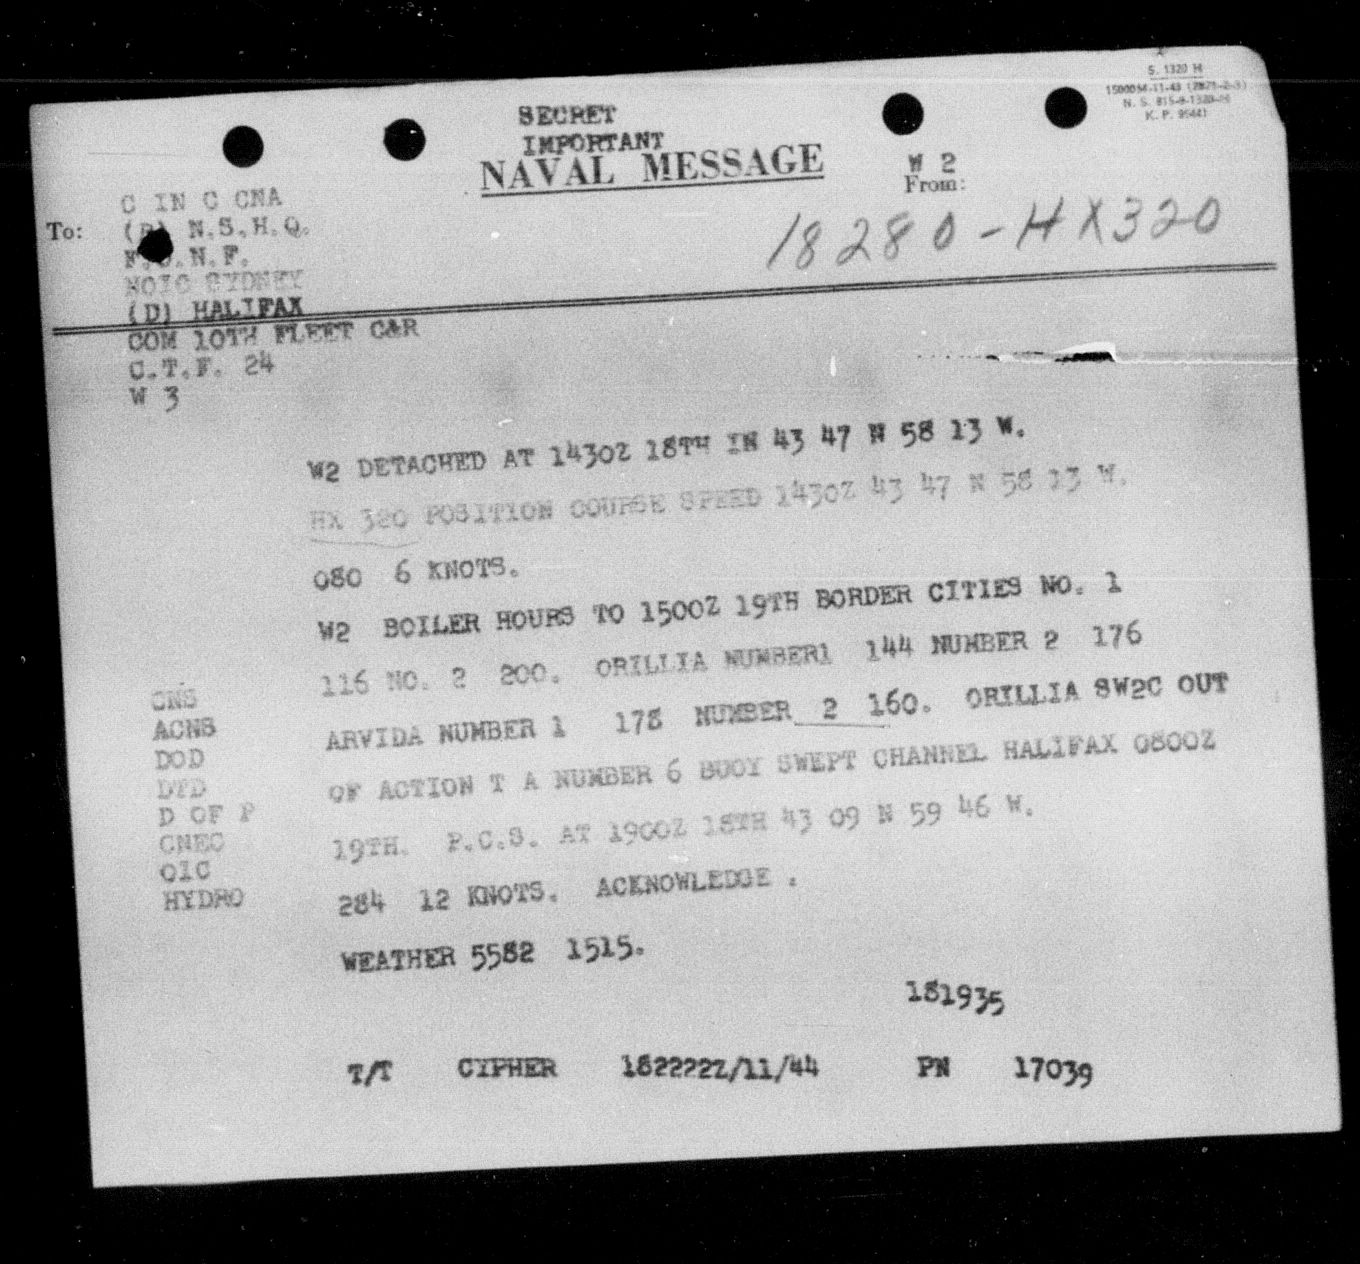 S. 1320 H
N. S. 815-9-1320-H
SECRET
IMPORTANT
NAVAL MESSAGE
W 2
From:
To:
C IN C CNA
(R) N.S.H.Q.
F.O.N.F.
NOIC SYDNEY
(D) HALIFAX
18280-HX320
COM 10TH FLEET C&R
C.T.F. 24
W 3
W2 DETACHED AT 1430Z 18TH IN 43 47 N 58 13 W.
HX 320 POSITION COURSE SPEED 1430Z 43 47 N 58 13 W.
080 6 KNOTS.
W2 BOILER HOURS TO 1500Z 19TH BORDER CITIES NO. 1
116 NO. 2 200. ORILLIA NUMBER1 144 NUMBER 2 176
ARVIDA NUMBER 1 178 NUMBER 2 160. ORILLIA SW2C OUT
OF ACTION T A NUMBER 6 BUOY SWEPT CHANNEL HALIFAX 0800Z
19TH. P.C.S. AT 1900Z 18TH 43 09 N 59 46 W.
284 12 KNOTS. ACKNOWLEDGE .
WEATHER 5582 1515.
CNS
ACNS
DOD
DTD
D OF P
CNEC
OIC
HYDRO
181935
T/T CYPHER 182222Z/11/44 PN 17039